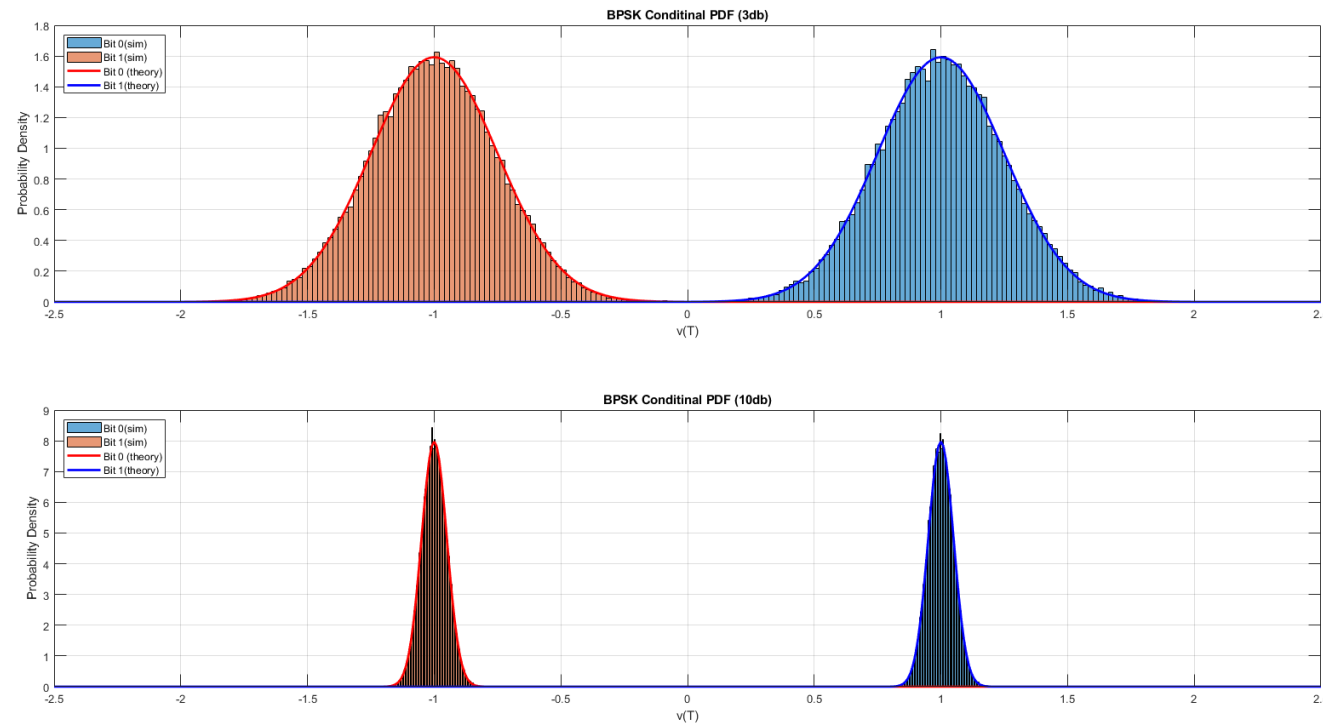 BPSK Conditinal PDF (3db)
Bit 0(sim)
Bit 1(sim)
Bit 0 (theory)
Bit 1(theory)
Probability Density
1.8
1.6
1.4
1.2
1
0.8
0.6
0.4
0.2
0
-2.5 -2 -1.5 -1 -0.5 0 0.5 1 1.5 2 2.
v(T)
BPSK Conditinal PDF (10db)
Bit 0(sim)
Bit 1(sim)
Bit 0 (theory)
Bit 1(theory)
Probability Density
9
8
7
6
5
4
3
2
1
0
-2.5 -2 -1.5 -1 -0.5 0 0.5 1 1.5 2 2.
v(T)